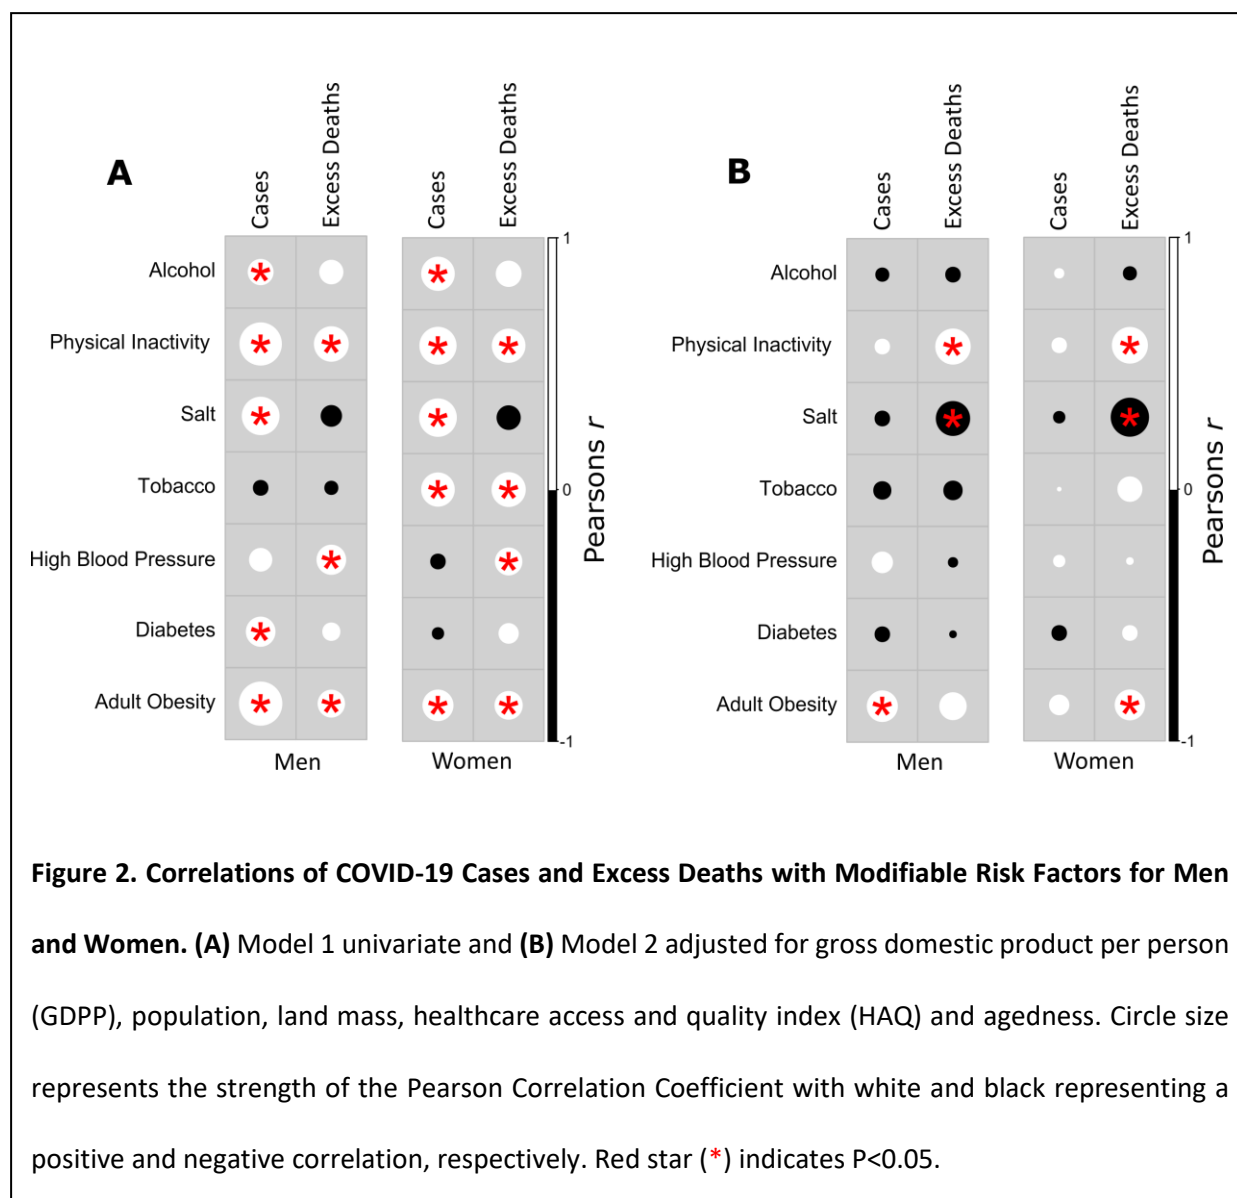 A
Cases
Excess Deaths
Cases
Excess Deaths
Alcohol
Physical Inactivity
Salt
Tobacco
High Blood Pressure
Diabetes
Adult Obesity
Men
Women
1
0
-1
Pearsons r
B
Cases
Excess Deaths
Cases
Excess Deaths
Alcohol
Physical Inactivity
Salt
Tobacco
High Blood Pressure
Diabetes
Adult Obesity
Men
Women
1
0
-1
Pearsons r
Figure 2. Correlations of COVID-19 Cases and Excess Deaths with Modifiable Risk Factors for Men
and Women. (A) Model 1 univariate and (B) Model 2 adjusted for gross domestic product per person
(GDPP), population, land mass, healthcare access and quality index (HAQ) and agedness. Circle size
represents the strength of the Pearson Correlation Coefficient with white and black representing a
positive and negative correlation, respectively. Red star (*) indicates P<0.05.